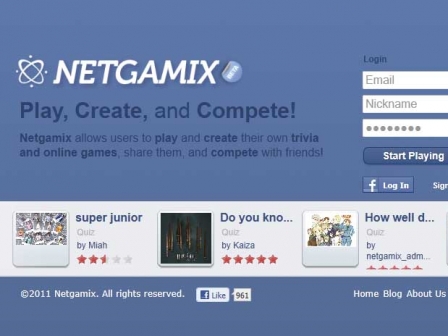 Login
NETGAMIX
Email
Nickname
Play, Create, and Compete!
Netgamix allows users to play and create their own trivia
and online games, share them, and compete with friends!
Start Playing
f Log In
Sign
super junior
Quiz
by Miah
Do you kno...
Quiz
by Kaiza
How well d...
Quiz
by
netgamix_adm...
©2011 Netgamix. All rights reserved.
Like
961
Home Blog About Us